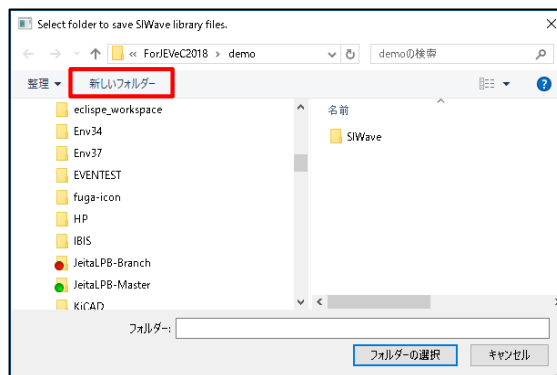 Select folder to save SIWave library files.
« ForJEVeC2018 › demo
demoの検索
整理
新しいフォルダー
?
eclispe_workspace
Env34
Env37
EVENTEST
fuga-icon
HP
IBIS
JeitaLPB-Branch
JeitaLPB-Master
KiCAD
名前
SIWave
フォルダー:
フォルダーの選択
キャンセル